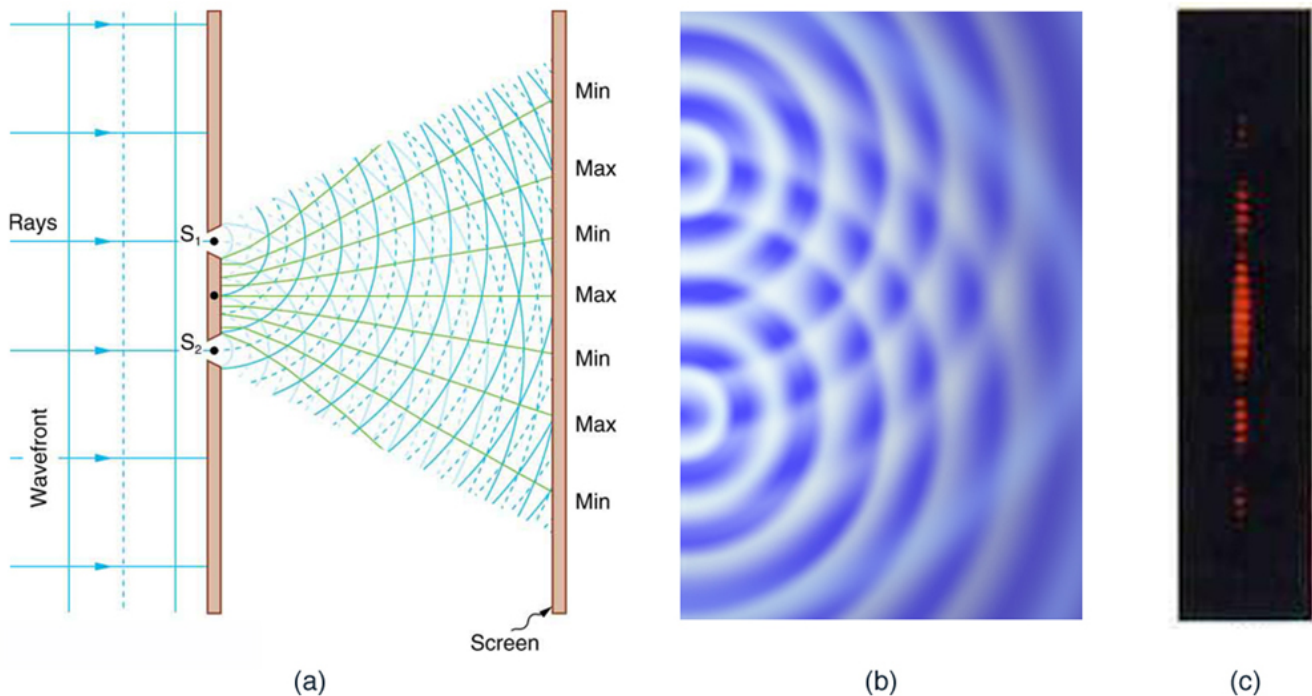 Min
Max
Rays
S₁
Min
Max
S₂
Min
Max
Wavefront
Min
Screen
(a)
(b)
(c)